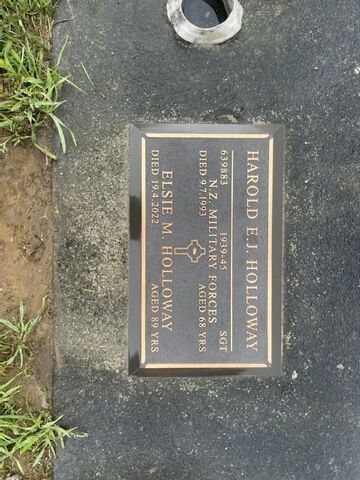 HAROLD E.J. HOLLOWAY
639883 1939-45 SGT
N.Z. MILITARY FORCES
DIED 9.7.1993 AGED 68 YRS
ELSIE M. HOLLOWAY
DIED 19.4.2022 AGED 89 YRS